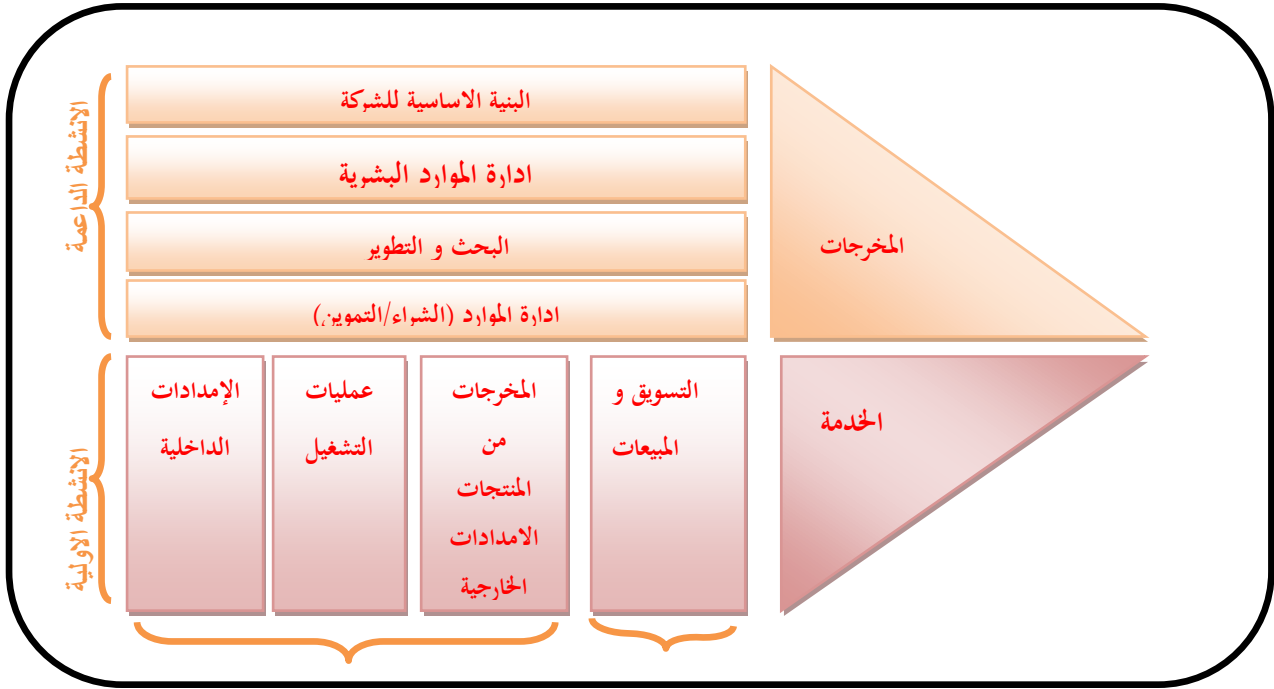 الانشطة الداعمة
البنية الاساسية للشركة
ادارة الموارد البشرية
البحث و التطوير
ادارة الموارد (الشراء/التموين)
المخرجات
الانشطة الاولية
الإمدادات
الداخلية
عمليات
التشغيل
المخرجات
من
المنتجات
الامدادات
الخارجية
التسويق و
المبيعات
الخدمة